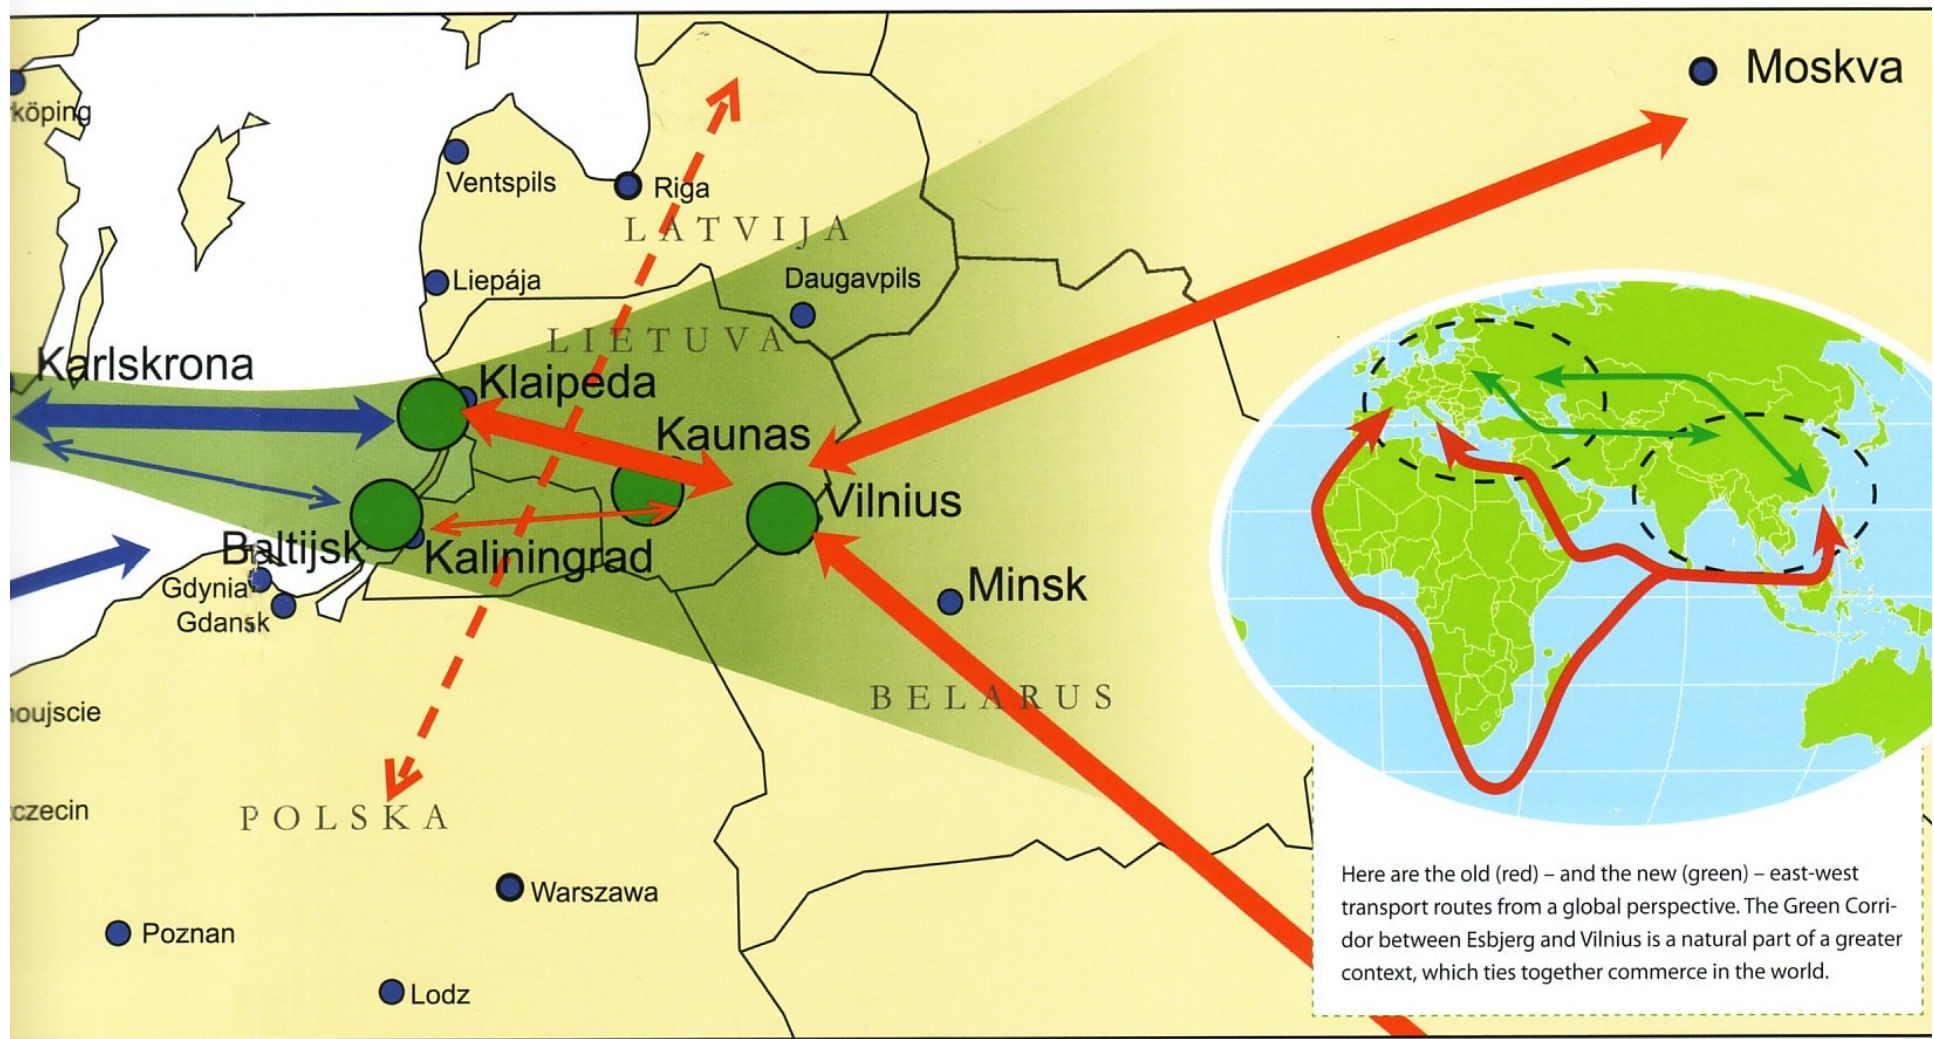 Moskva
köping
Ventspils
Riga
LATVIJA
Liepája
Daugavpils
LIETUVA
Karlskrona
Klaipeda
Kaunas
Vilnius
Baltijsk
Kaliningrad
Gdynia
Gdansk
Minsk
BELARUS
oujscie
czecin
POLSKA
Warszawa
Poznan
Lodz
Here are the old (red) – and the new (green) – east-west
transport routes from a global perspective. The Green Corri-
dor between Esbjerg and Vilnius is a natural part of a greater
context, which ties together commerce in the world.